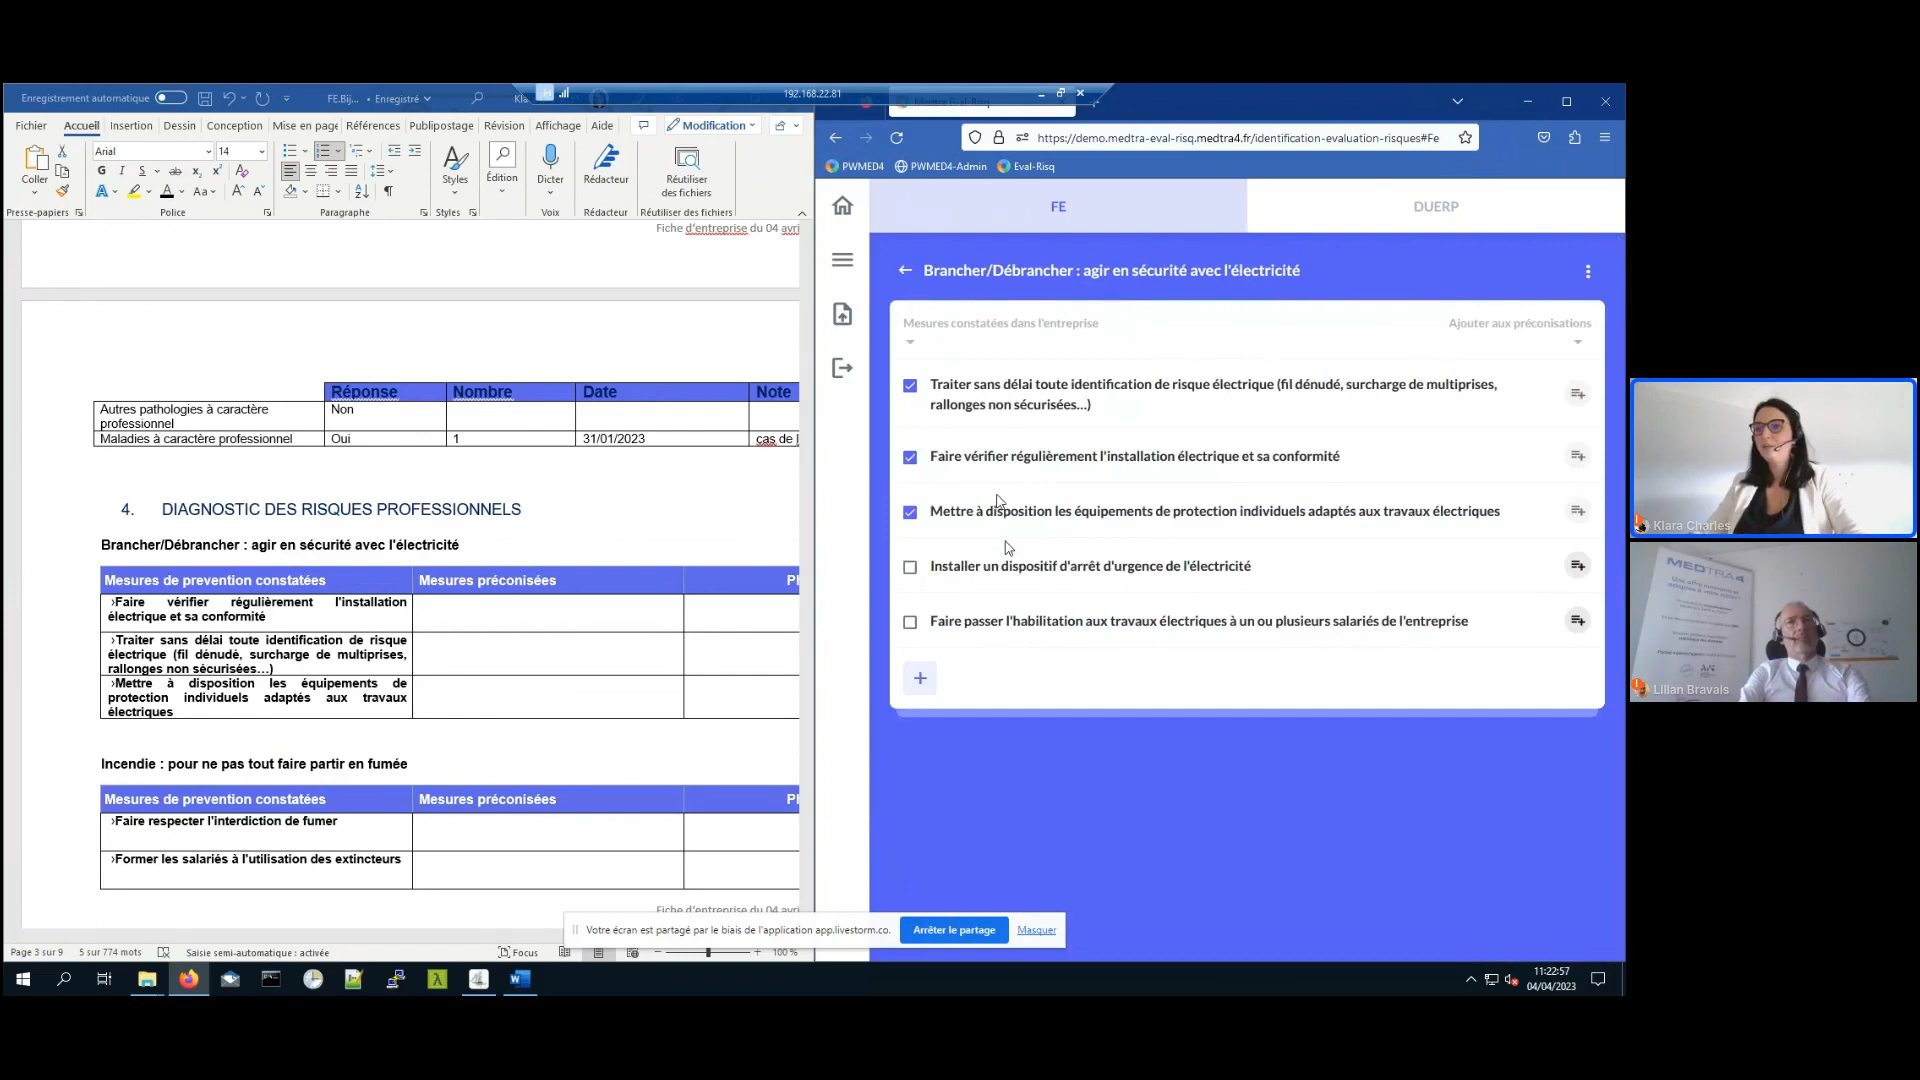 Enregistrement automatique
FE.Bij... • Enregistré
192.168.22.81
Fichier Accueil Insertion Dessin Conception Mise en page Références Publipostage Révision Affichage Aide
Modification
Coller
Arial
14
Styles
Édition
Dicter
Rédacteur
Réutiliser
des fichiers
Presse-papiers
Police
Paragraphe
Styles
Voix
Rédacteur
Réutiliser des fichiers
Fiche d'entreprise du 04 avri
Réponse Nombre Date Note
Autres pathologies à caractère
professionnel
Non
Maladies à caractère professionnel Oui 1 31/01/2023 cas de l
4. DIAGNOSTIC DES RISQUES PROFESSIONNELS
Brancher/Débrancher : agir en sécurité avec l'électricité
Mesures de prevention constatées Mesures préconisées
›Faire vérifier régulièrement l'installation
électrique et sa conformité
›Traiter sans délai toute identification de risque
électrique (fil dénudé, surcharge de multiprises,
rallonges non sécurisées…)
›Mettre à disposition les équipements de
protection individuels adaptés aux travaux
électriques
Incendie : pour ne pas tout faire partir en fumée
Mesures de prevention constatées Mesures préconisées
›Faire respecter l'interdiction de fumer
›Former les salariés à l'utilisation des extincteurs
Fiche d'entreprise du 04 avri
Page 3 sur 9 5 sur 774 mots Saisie semi-automatique : activée Focus 100 %
https://demo.medtra-eval-risq.medtra4.fr/identification-evaluation-risques#Fe
PWMED4 PWMED4-Admin Eval-Risq
FE DUERP
Brancher/Débrancher : agir en sécurité avec l'électricité
Mesures constatées dans l'entreprise Ajouter aux préconisations
Traiter sans délai toute identification de risque électrique (fil dénudé, surcharge de multiprises,
rallonges non sécurisées…)
Faire vérifier régulièrement l'installation électrique et sa conformité
Mettre à disposition les équipements de protection individuels adaptés aux travaux électriques
Installer un dispositif d'arrêt d'urgence de l'électricité
Faire passer l'habilitation aux travaux électriques à un ou plusieurs salariés de l'entreprise
Votre écran est partagé par le biais de l'application app.livestorm.co. Arrêter le partage Masquer
11:22:57
04/04/2023
Klara Charles
MEDTRA4
Lilian Bravais